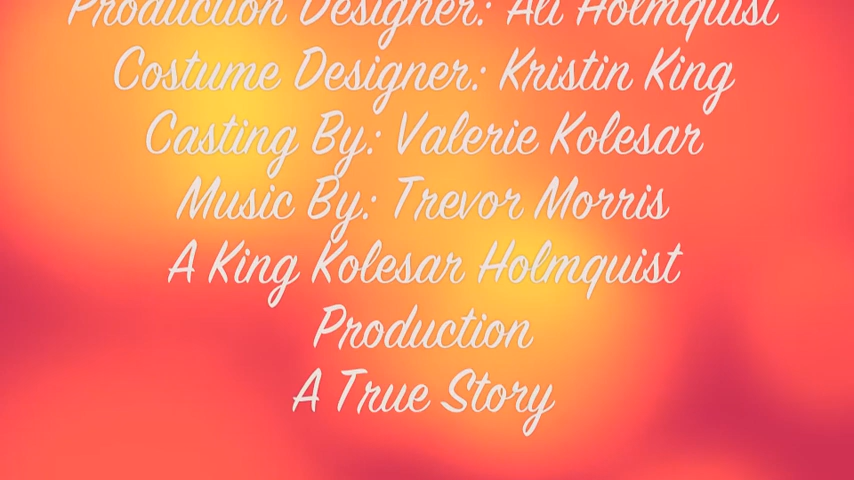 Production Designer: Ali Holmquist
Costume Designer: Kristin King
Casting By: Valerie Kolesar
Music By: Trevor Morris
A King Kolesar Holmquist
Production
A True Story